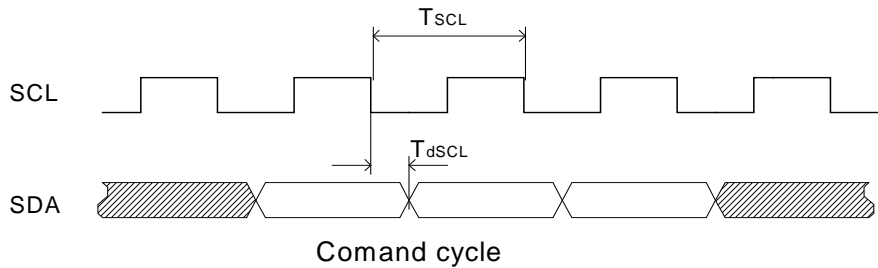 TSCL
SCL
TdSCL
SDA
Comand cycle